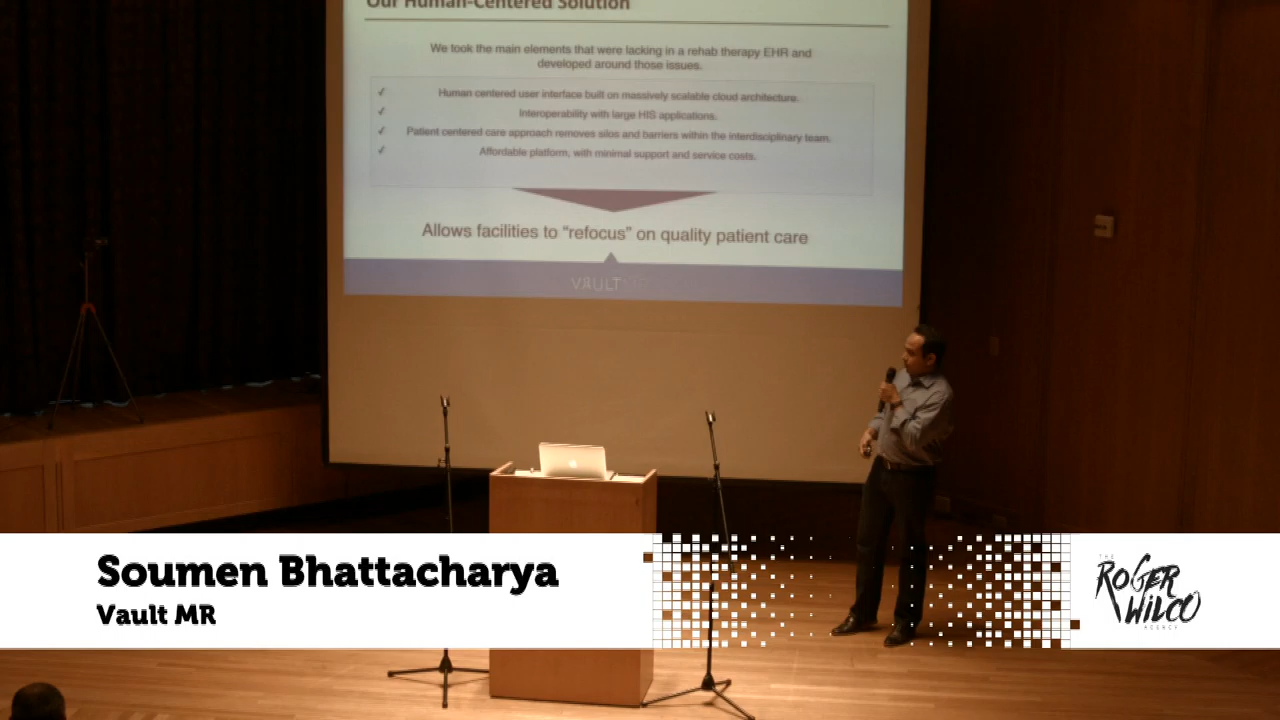 Our Human-Centered Solution
We took the main elements that were lacking in a rehab therapy EHR and
developed around those issues.
✓ Human centered user interface built on massively scalable cloud architecture.
✓ Interoperability with large HIS applications.
✓ Patient centered care approach removes silos and barriers within the interdisciplinary team.
✓ Affordable platform, with minimal support and service costs.
Allows facilities to “refocus” on quality patient care
VAULTMR
Soumen Bhattacharya
Vault MR
THE
ROGER
WILCO
AGENCY